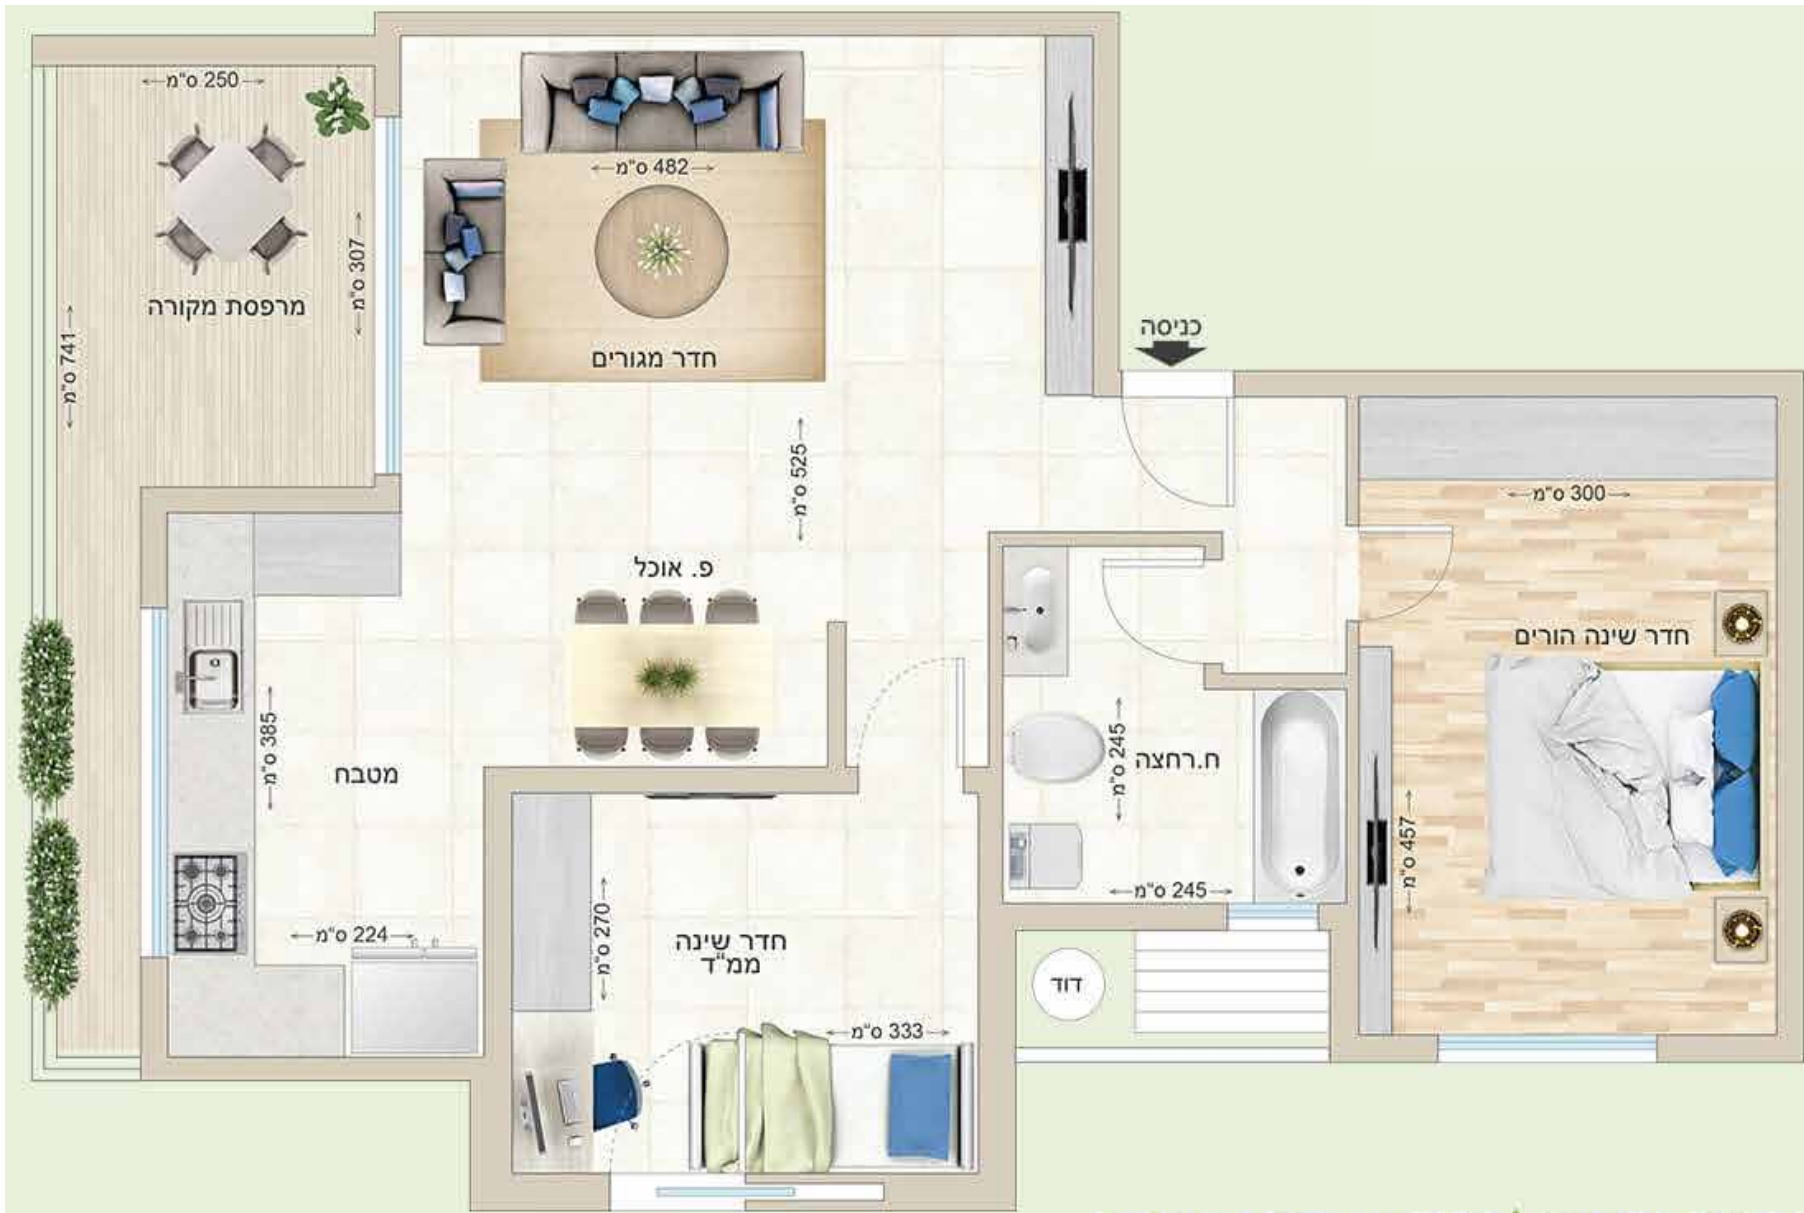 250 ס"מ
482 ס"מ
307 ס"מ
מרפסת מקורה
741 ס"מ
חדר מגורים
כניסה
525 ס"מ
300 ס"מ
פ. אוכל
חדר שינה הורים
385 ס"מ
מטבח
245 ס"מ
ח.רחצה
457 ס"מ
245 ס"מ
224 ס"מ
270 ס"מ
חדר שינה
ממ"ד
דוד
333 ס"מ